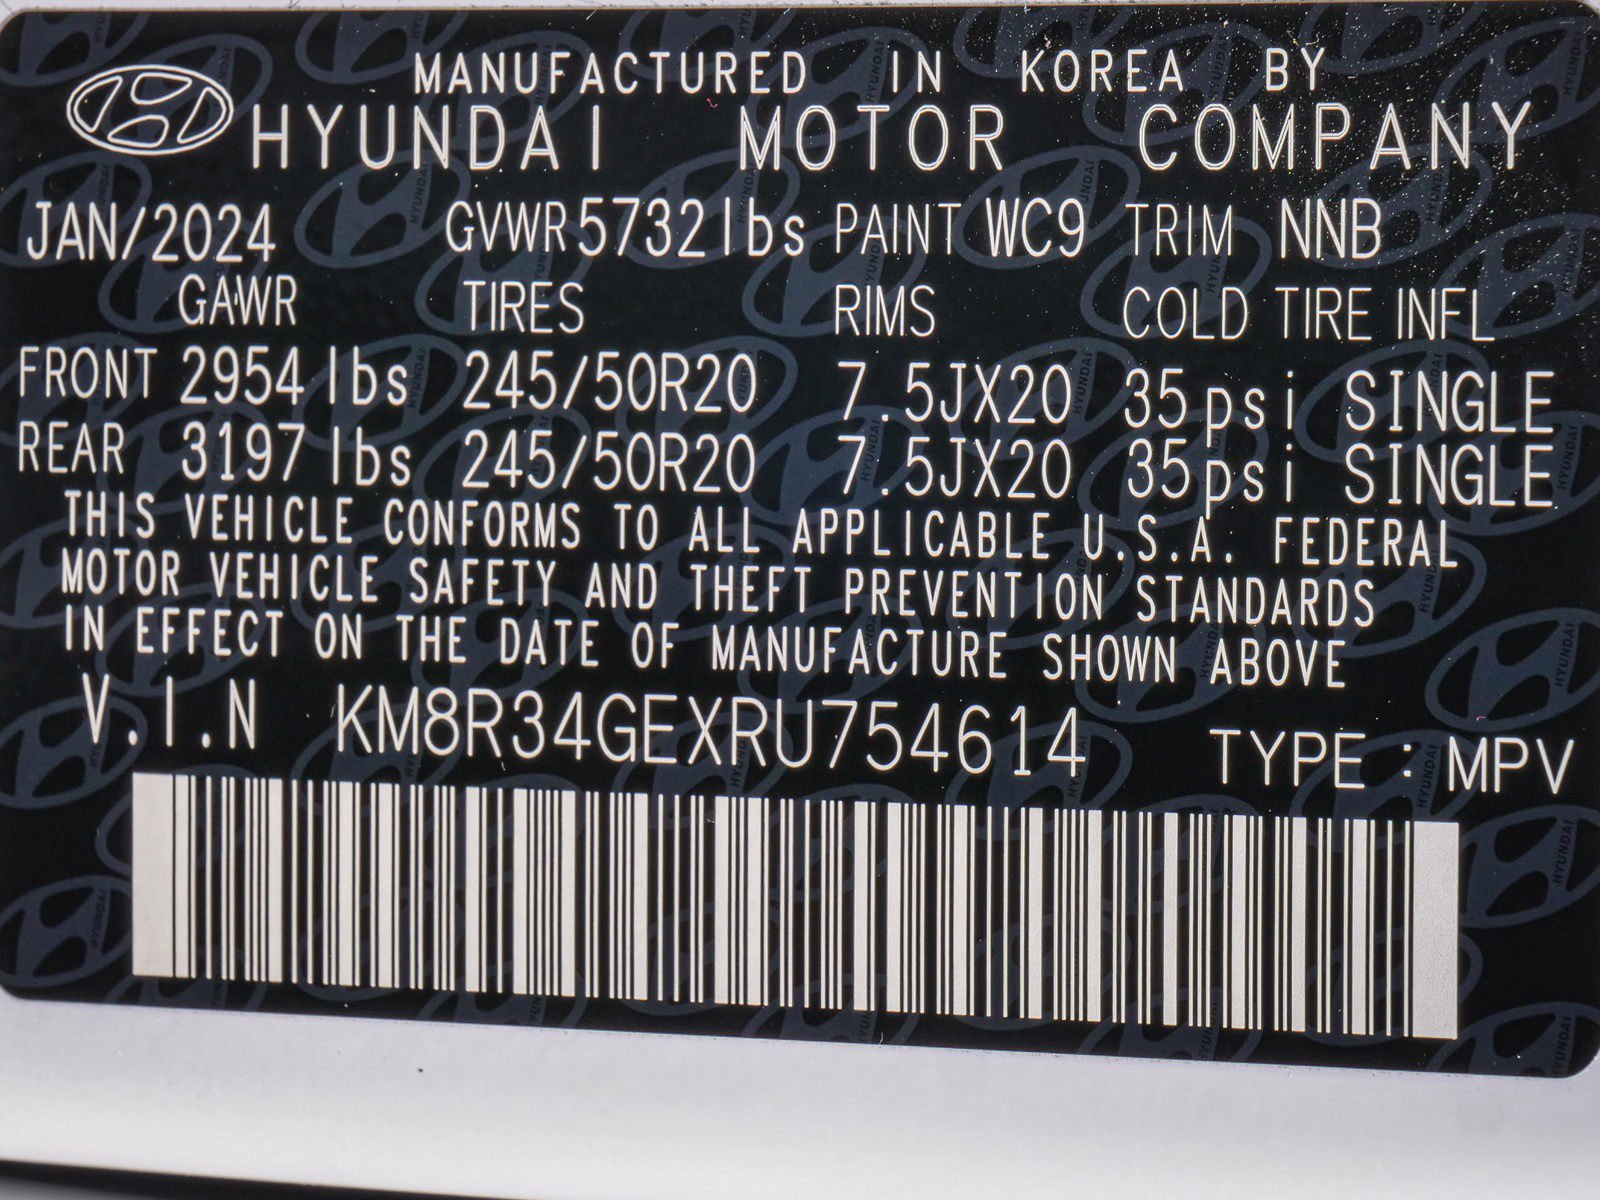 MANUFACTURED IN KOREA BY
HYUNDAI MOTOR COMPANY
JAN/2024 GVWR 5732lbs PAINT WC9 TRIM NNB
GAWR TIRES RIMS COLD TIRE INFL
FRONT 2954 lbs 245/50R20 7.5JX20 35psi SINGLE
REAR 3197 lbs 245/50R20 7.5JX20 35psi SINGLE
THIS VEHICLE CONFORMS TO ALL APPLICABLE U.S.A. FEDERAL
MOTOR VEHICLE SAFETY AND THEFT PREVENTION STANDARDS
IN EFFECT ON THE DATE OF MANUFACTURE SHOWN ABOVE
V.I.N KM8R34GEXRU754614 TYPE : MPV